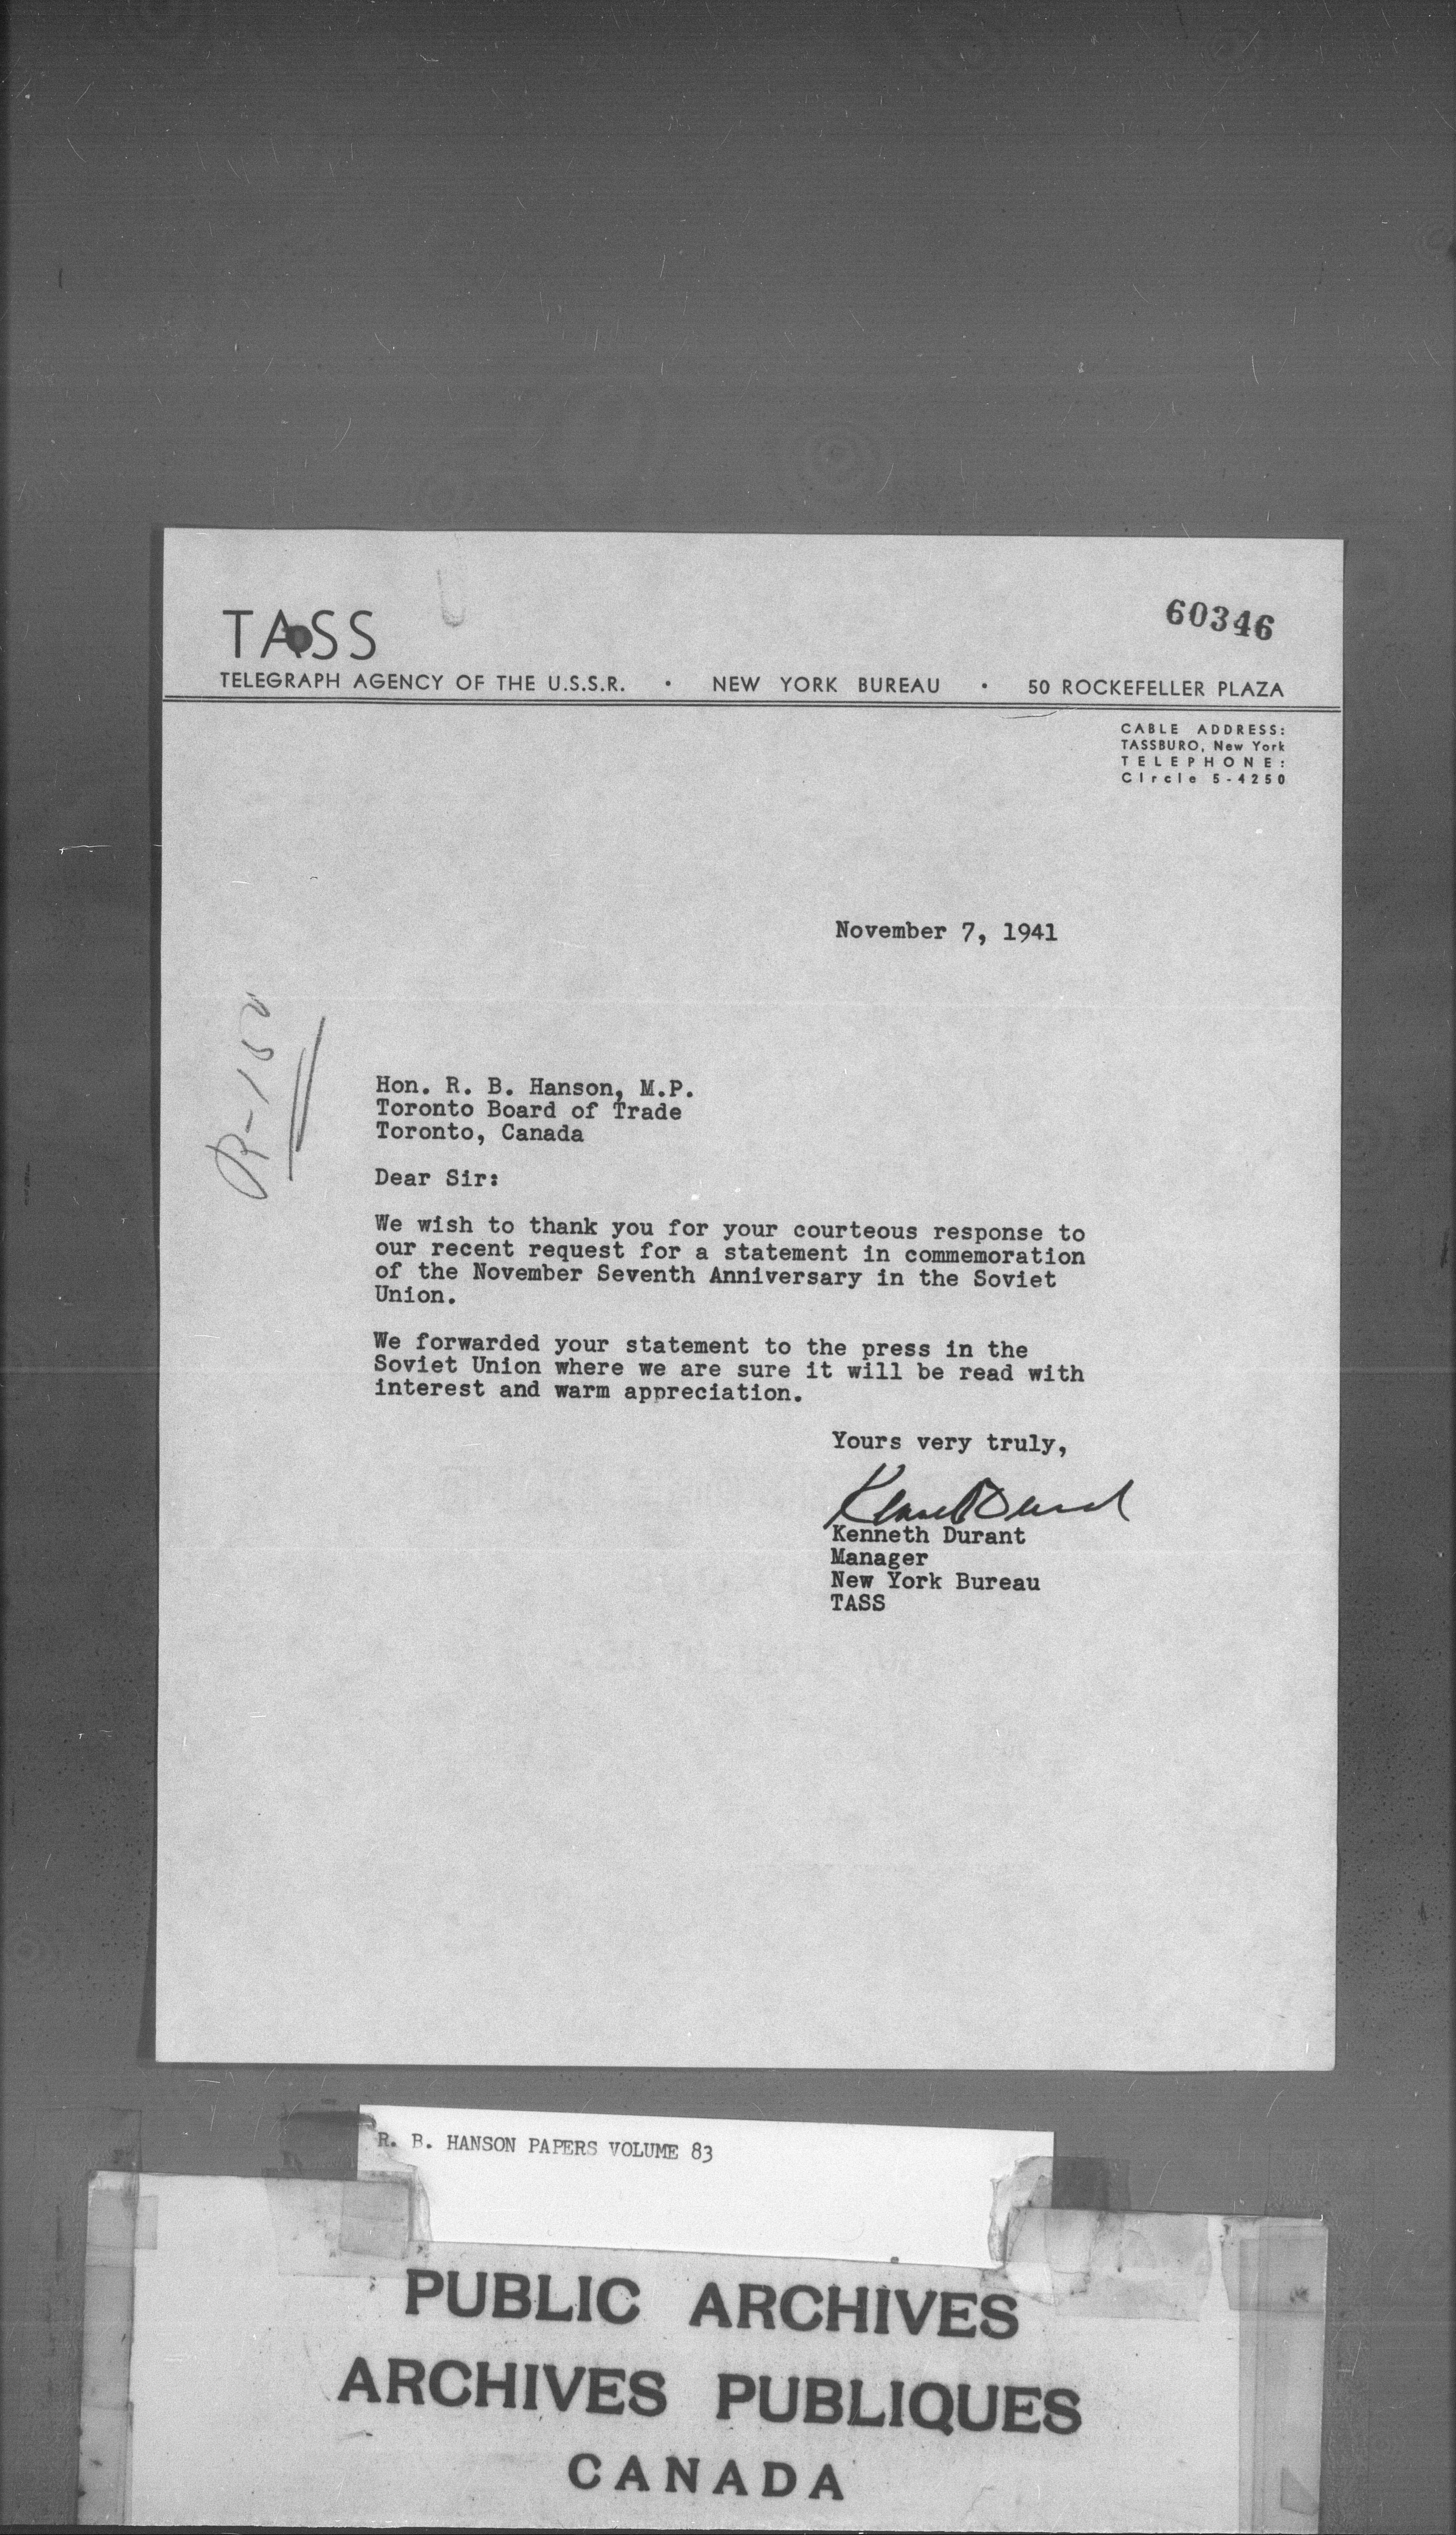 TASS
60346
TELEGRAPH AGENCY OF THE U.S.S.R. • NEW YORK BUREAU • 50 ROCKEFELLER PLAZA
CABLE ADDRESS:
TASSBURO, New York
TELEPHONE:
CIrcle 5-4250
November 7, 1941
R-150
Hon. R. B. Hanson, M.P.
Toronto Board of Trade
Toronto, Canada
Dear Sir:
We wish to thank you for your courteous response to
our recent request for a statement in commemoration
of the November Seventh Anniversary in the Soviet
Union.
We forwarded your statement to the press in the
Soviet Union where we are sure it will be read with
interest and warm appreciation.
Yours very truly,
Kenneth Durant
Kenneth Durant
Manager
New York Bureau
TASS
R. B. HANSON PAPERS VOLUME 83
PUBLIC ARCHIVES
ARCHIVES PUBLIQUES
CANADA